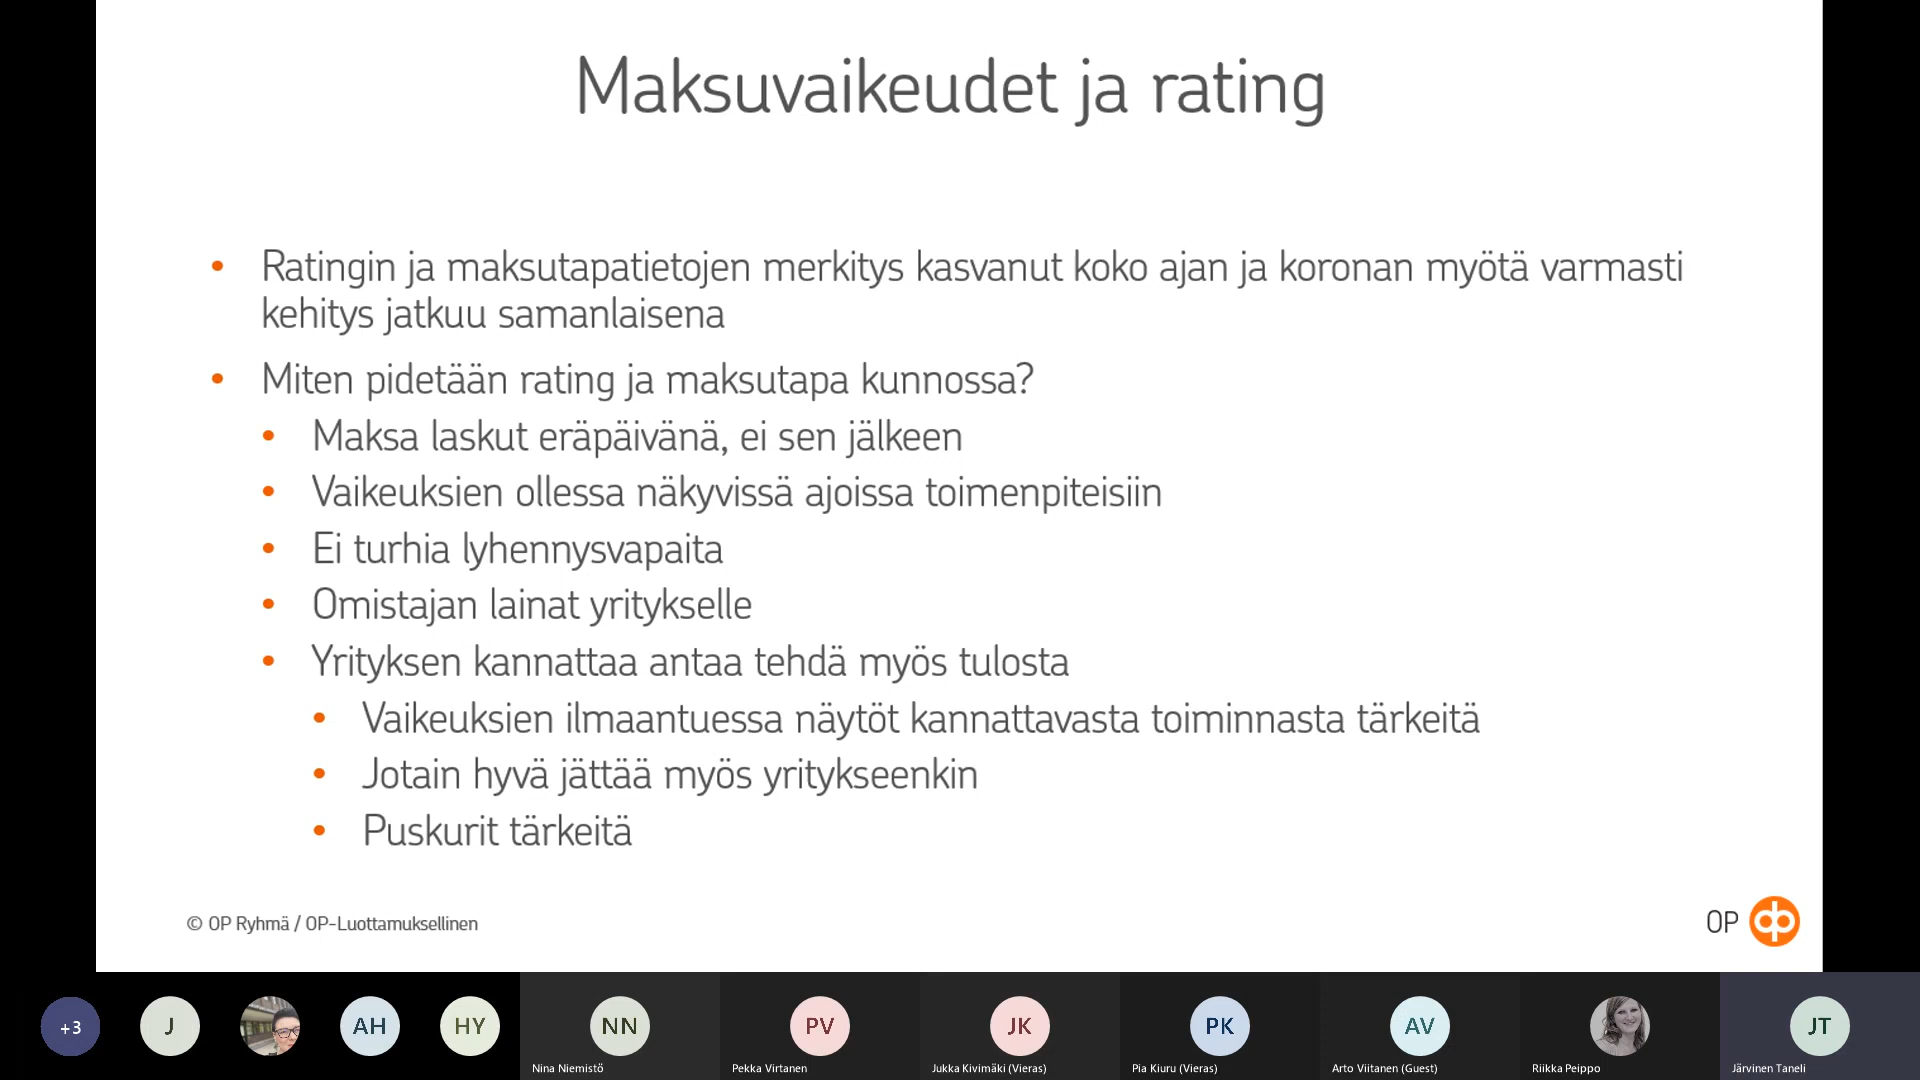 Maksuvaikeudet ja rating
• Ratingin ja maksutapatietojen merkitys kasvanut koko ajan ja koronan myötä varmasti
kehitys jatkuu samanlaisena
• Miten pidetään rating ja maksutapa kunnossa?
• Maksa laskut eräpäivänä, ei sen jälkeen
• Vaikeuksien ollessa näkyvissä ajoissa toimenpiteisiin
• Ei turhia lyhennysvapaita
• Omistajan lainat yritykselle
• Yrityksen kannattaa antaa tehdä myös tulosta
• Vaikeuksien ilmaantuessa näytöt kannattavasta toiminnasta tärkeitä
• Jotain hyvä jättää myös yritykseenkin
• Puskurit tärkeitä
© OP Ryhmä / OP-Luottamuksellinen
OP
+3
J
AH
HY
NN
PV
JK
PK
AV
JT
Nina Niemistö
Pekka Virtanen
Jukka Kivimäki (Vieras)
Pia Kiuru (Vieras)
Arto Viitanen (Guest)
Riikka Peippo
Järvinen Taneli